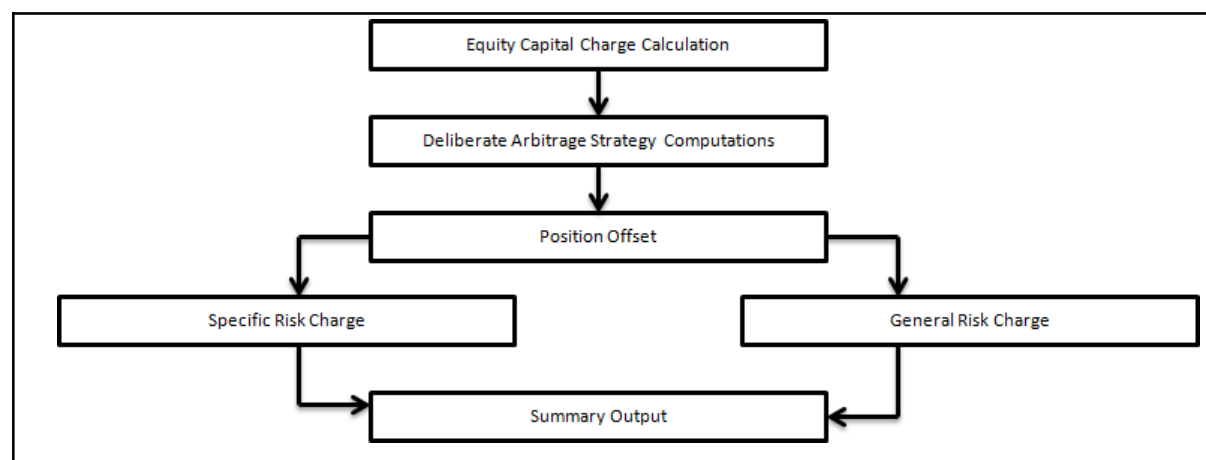 Equity Capital Charge Calculation
Deliberate Arbitrage Strategy Computations
Position Offset
Specific Risk Charge
General Risk Charge
Summary Output